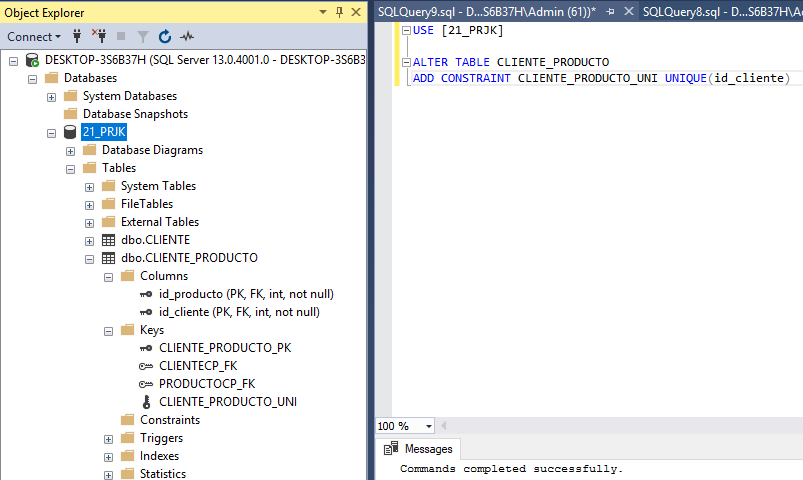 Object Explorer
Connect
DESKTOP-3S6B37H (SQL Server 13.0.4001.0 - DESKTOP-3S6B3
Databases
System Databases
Database Snapshots
21_PRJK
Database Diagrams
Tables
System Tables
FileTables
External Tables
dbo.CLIENTE
dbo.CLIENTE_PRODUCTO
Columns
id_producto (PK, FK, int, not null)
id_cliente (PK, FK, int, not null)
Keys
CLIENTE_PRODUCTO_PK
CLIENTECP_FK
PRODUCTOCP_FK
CLIENTE_PRODUCTO_UNI
Constraints
Triggers
Indexes
Statistics
SQLQuery9.sql - D...S6B37H\Admin (61))* SQLQuery8.sql - D...S6B37H\A
USE [21_PRJK]
ALTER TABLE CLIENTE_PRODUCTO
ADD CONSTRAINT CLIENTE_PRODUCTO_UNI UNIQUE(id_cliente)
100 %
Messages
Commands completed successfully.